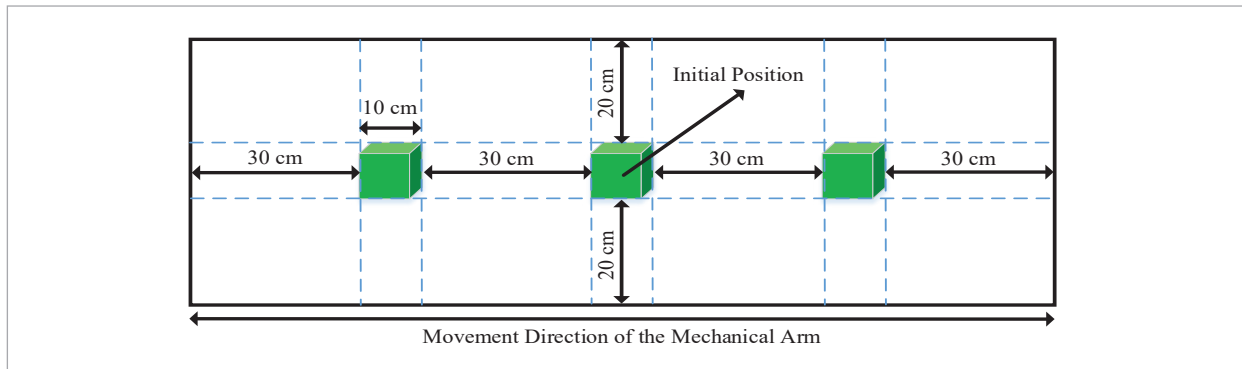 20 cm
Initial Position
10 cm
30 cm
30 cm
30 cm
30 cm
20 cm
Movement Direction of the Mechanical Arm